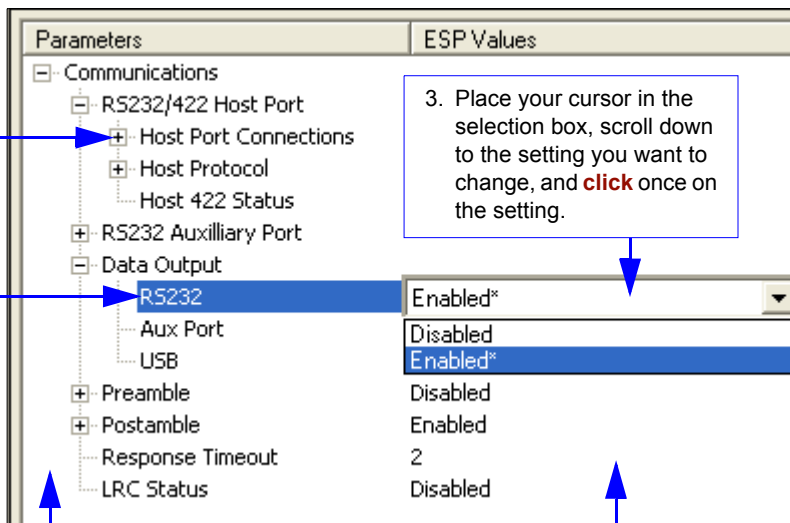 Parameters ESP Values
Communications
RS232/422 Host Port
Host Port Connections
Host Protocol
Host 422 Status
RS232 Auxilliary Port
Data Output
RS232 Enabled*
Aux Port Disabled
USB Enabled*
Preamble Disabled
Postamble Enabled
Response Timeout 2
LRC Status Disabled
3. Place your cursor in the
selection box, scroll down
to the setting you want to
change, and click once on
the setting.